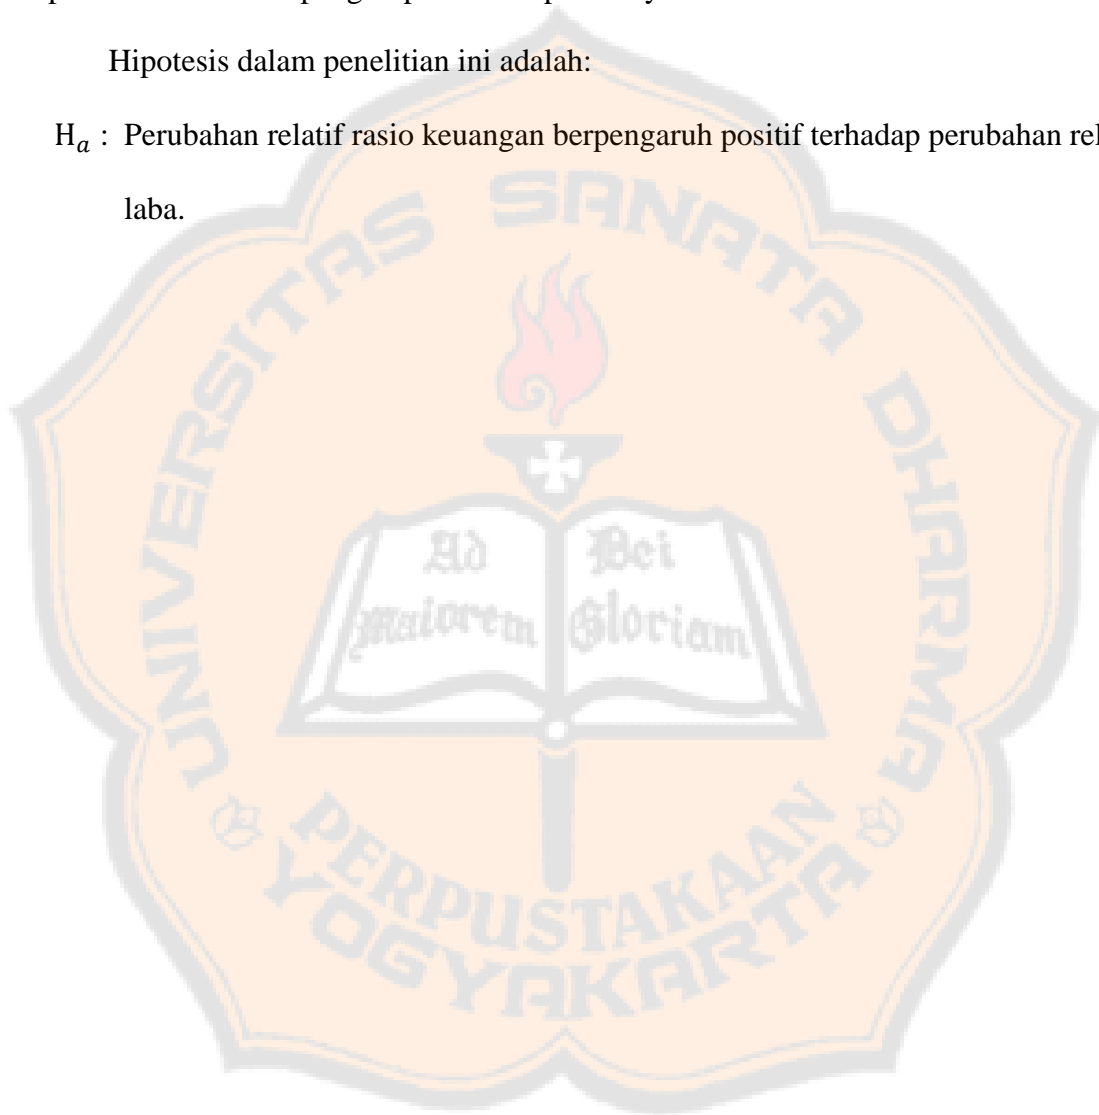 Hipotesis dalam penelitian ini adalah:
Hₐ : Perubahan relatif rasio keuangan berpengaruh positif terhadap perubahan rel
laba.
UNIVERSITAS SANATA DHARMA
Ad Dei
maiorem Gloriam
PERPUSTAKAAN
YOGYAKARTA